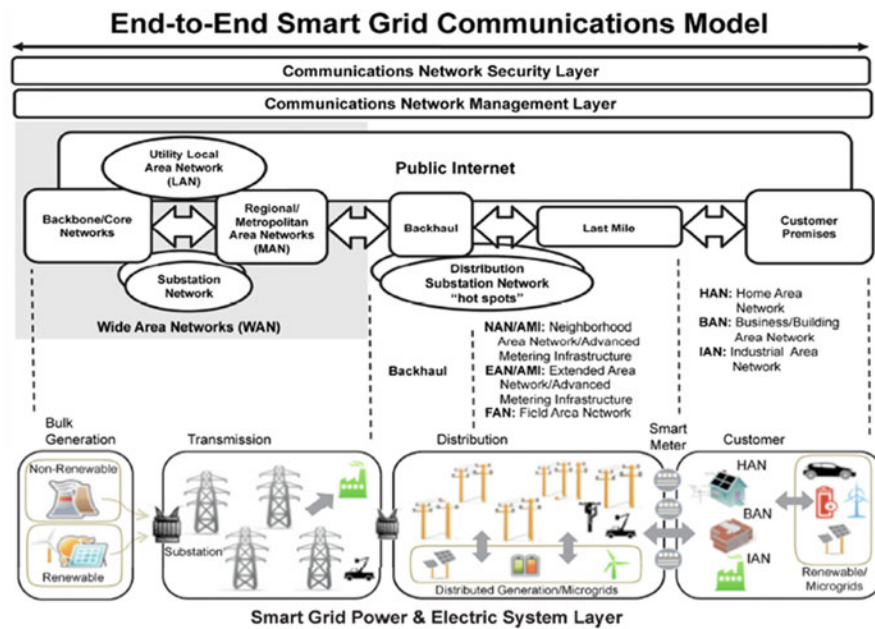 End-to-End Smart Grid Communications Model
Communications Network Security Layer
Communications Network Management Layer
Utility Local
Area Network
(LAN)
Public Internet
Backbone/Core
Networks
Regional/
Metropolitan
Area Networks
(MAN)
Backhaul
Last Mile
Customer
Premises
Substation
Network
Distribution
Substation Network
"hot spots"
Wide Area Networks (WAN)
Backhaul
NAN/AMI: Neighborhood
Area Network/Advanced
Metering Infrastructure
EAN/AMI: Extended Area
Network/Advanced
Metering Infrastructure
FAN: Field Area Network
HAN: Home Area
Network
BAN: Business/Building
Area Network
IAN: Industrial Area
Network
Bulk
Generation
Transmission
Distribution
Smart
Meter
Customer
Non-Renewable
Renewable
Substation
Distributed Generation/Microgrids
HAN
BAN
IAN
Renewable/
Microgrids
Smart Grid Power & Electric System Layer